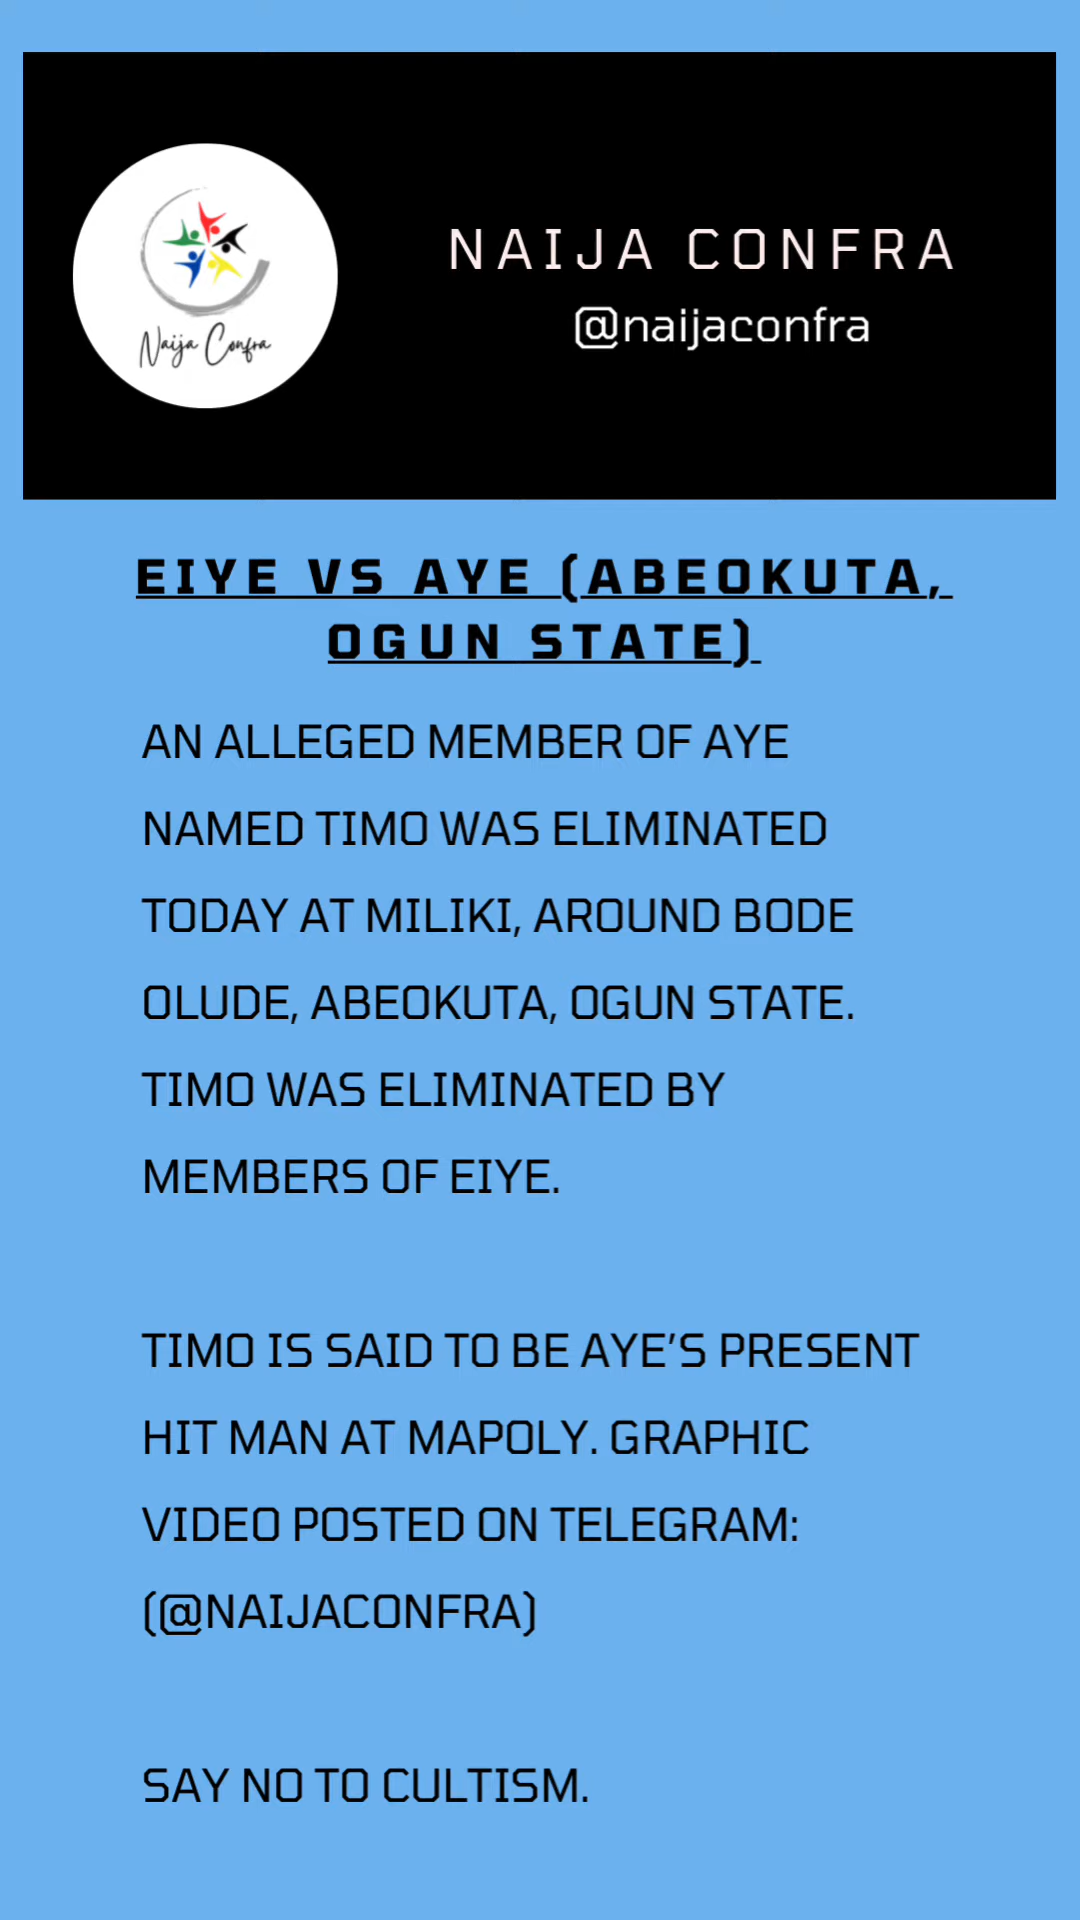 Naija Confra
NAIJA CONFRA
@naijaconfra
EIYE VS AYE (ABEOKUTA,
OGUN STATE)
AN ALLEGED MEMBER OF AYE
NAMED TIMO WAS ELIMINATED
TODAY AT MILIKI, AROUND BODE
OLUDE, ABEOKUTA, OGUN STATE.
TIMO WAS ELIMINATED BY
MEMBERS OF EIYE.
TIMO IS SAID TO BE AYE’S PRESENT
HIT MAN AT MAPOLY. GRAPHIC
VIDEO POSTED ON TELEGRAM:
(@NAIJACONFRA)
SAY NO TO CULTISM.